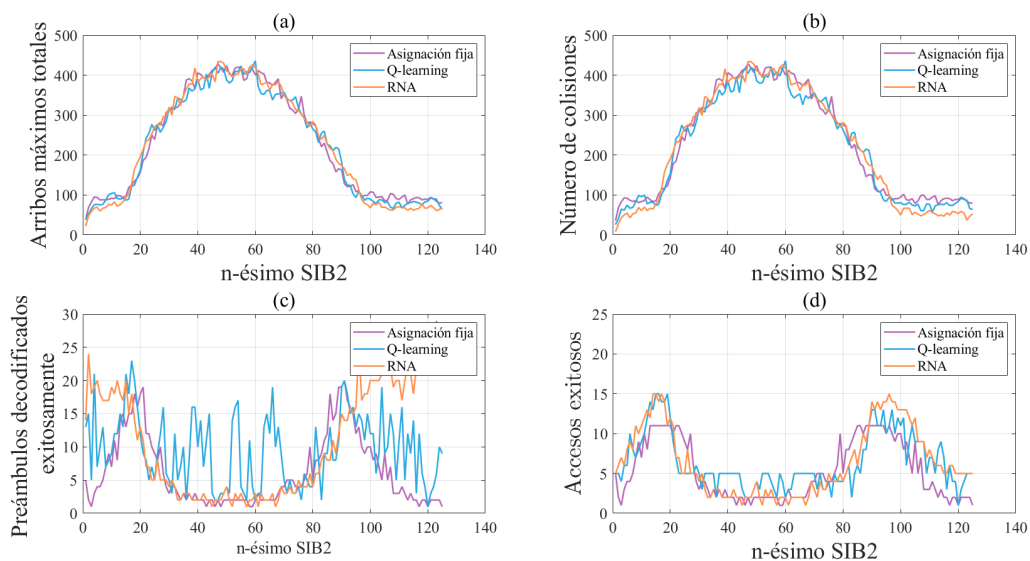 (a)
Arribos máximos totales
500
400
300
200
100
0
0 20 40 60 80 100 120 140
n-ésimo SIB2
Asignación fija
Q-learning
RNA
(b)
Número de colisiones
500
400
300
200
100
0
0 20 40 60 80 100 120 140
n-ésimo SIB2
Asignación fija
Q-learning
RNA
(c)
Preámbulos decodificados
exitosamente
30
25
20
15
10
5
0
0 20 40 60 80 100 120 140
n-ésimo SIB2
Asignación fija
Q-learning
RNA
(d)
Accesos exitosos
25
20
15
10
5
0
0 20 40 60 80 100 120 140
n-ésimo SIB2
Asignación fija
Q-learning
RNA